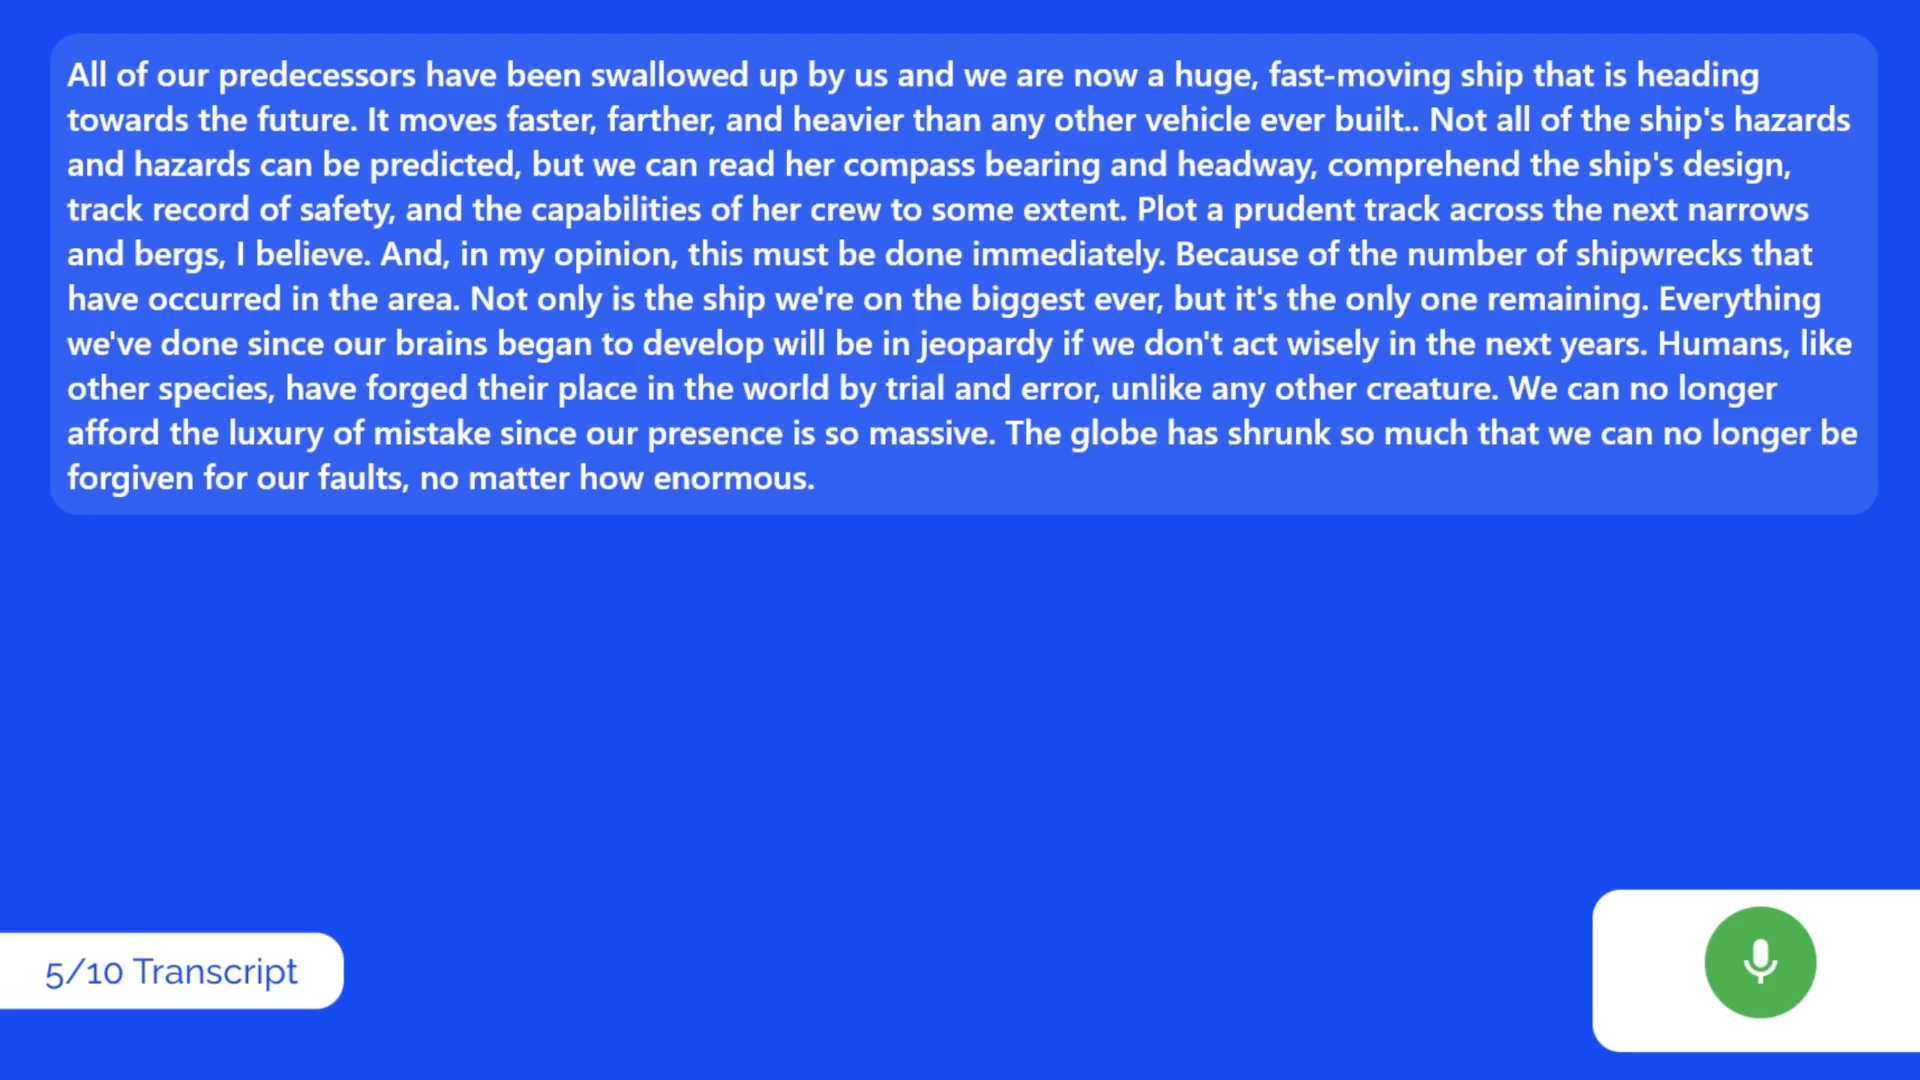 All of our predecessors have been swallowed up by us and we are now a huge, fast-moving ship that is heading
towards the future. It moves faster, farther, and heavier than any other vehicle ever built.. Not all of the ship's hazards
and hazards can be predicted, but we can read her compass bearing and headway, comprehend the ship's design,
track record of safety, and the capabilities of her crew to some extent. Plot a prudent track across the next narrows
and bergs, I believe. And, in my opinion, this must be done immediately. Because of the number of shipwrecks that
have occurred in the area. Not only is the ship we're on the biggest ever, but it's the only one remaining. Everything
we've done since our brains began to develop will be in jeopardy if we don't act wisely in the next years. Humans, like
other species, have forged their place in the world by trial and error, unlike any other creature. We can no longer
afford the luxury of mistake since our presence is so massive. The globe has shrunk so much that we can no longer be
forgiven for our faults, no matter how enormous.
5/10 Transcript